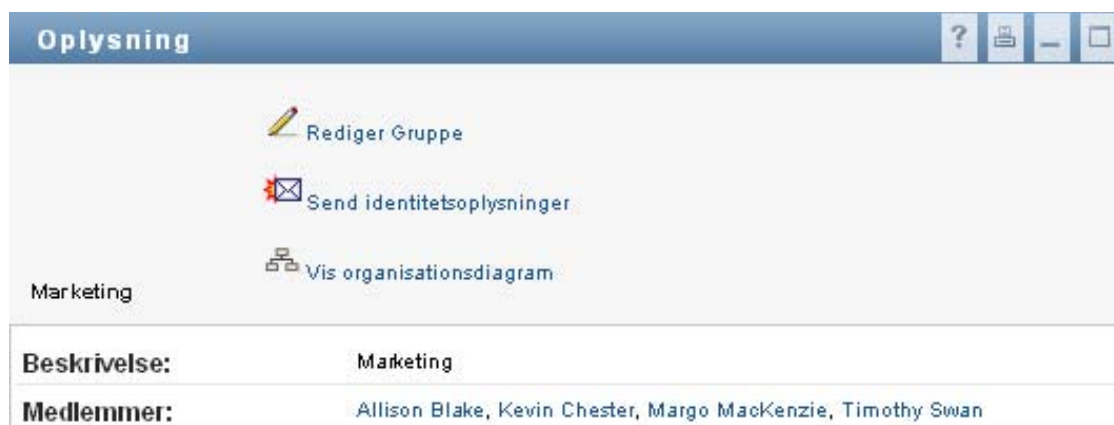 Oplysning
Rediger Gruppe
Send identitetsoplysninger
Vis organisationsdiagram
Marketing
Beskrivelse: Marketing
Medlemmer: Allison Blake, Kevin Chester, Margo MacKenzie, Timothy Swan